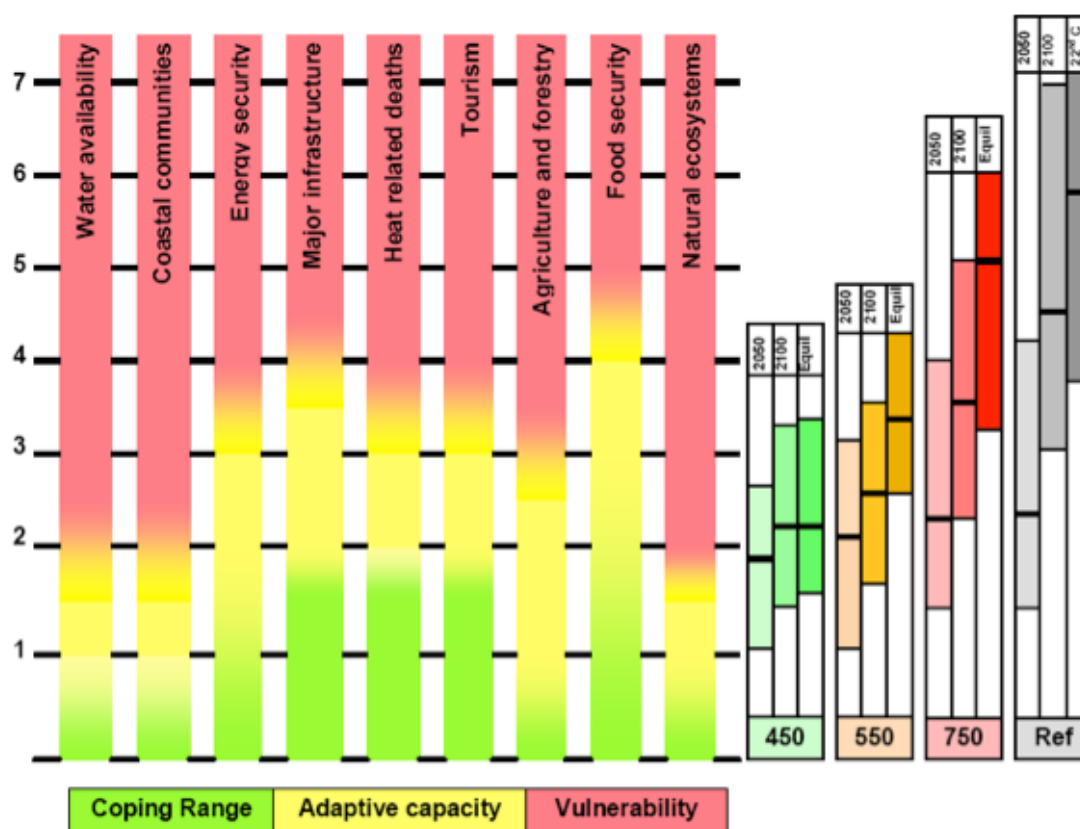 7
6
5
4
3
2
1
Water availability
Coastal communities
Energy security
Major infrastructure
Heat related deaths
Tourism
Agriculture and forestry
Food security
Natural ecosystems
2050
2100
Equil
450
2050
2100
Equil
550
2050
2100
Equil
750
2050
2100
22nd C
Ref
Coping Range
Adaptive capacity
Vulnerability